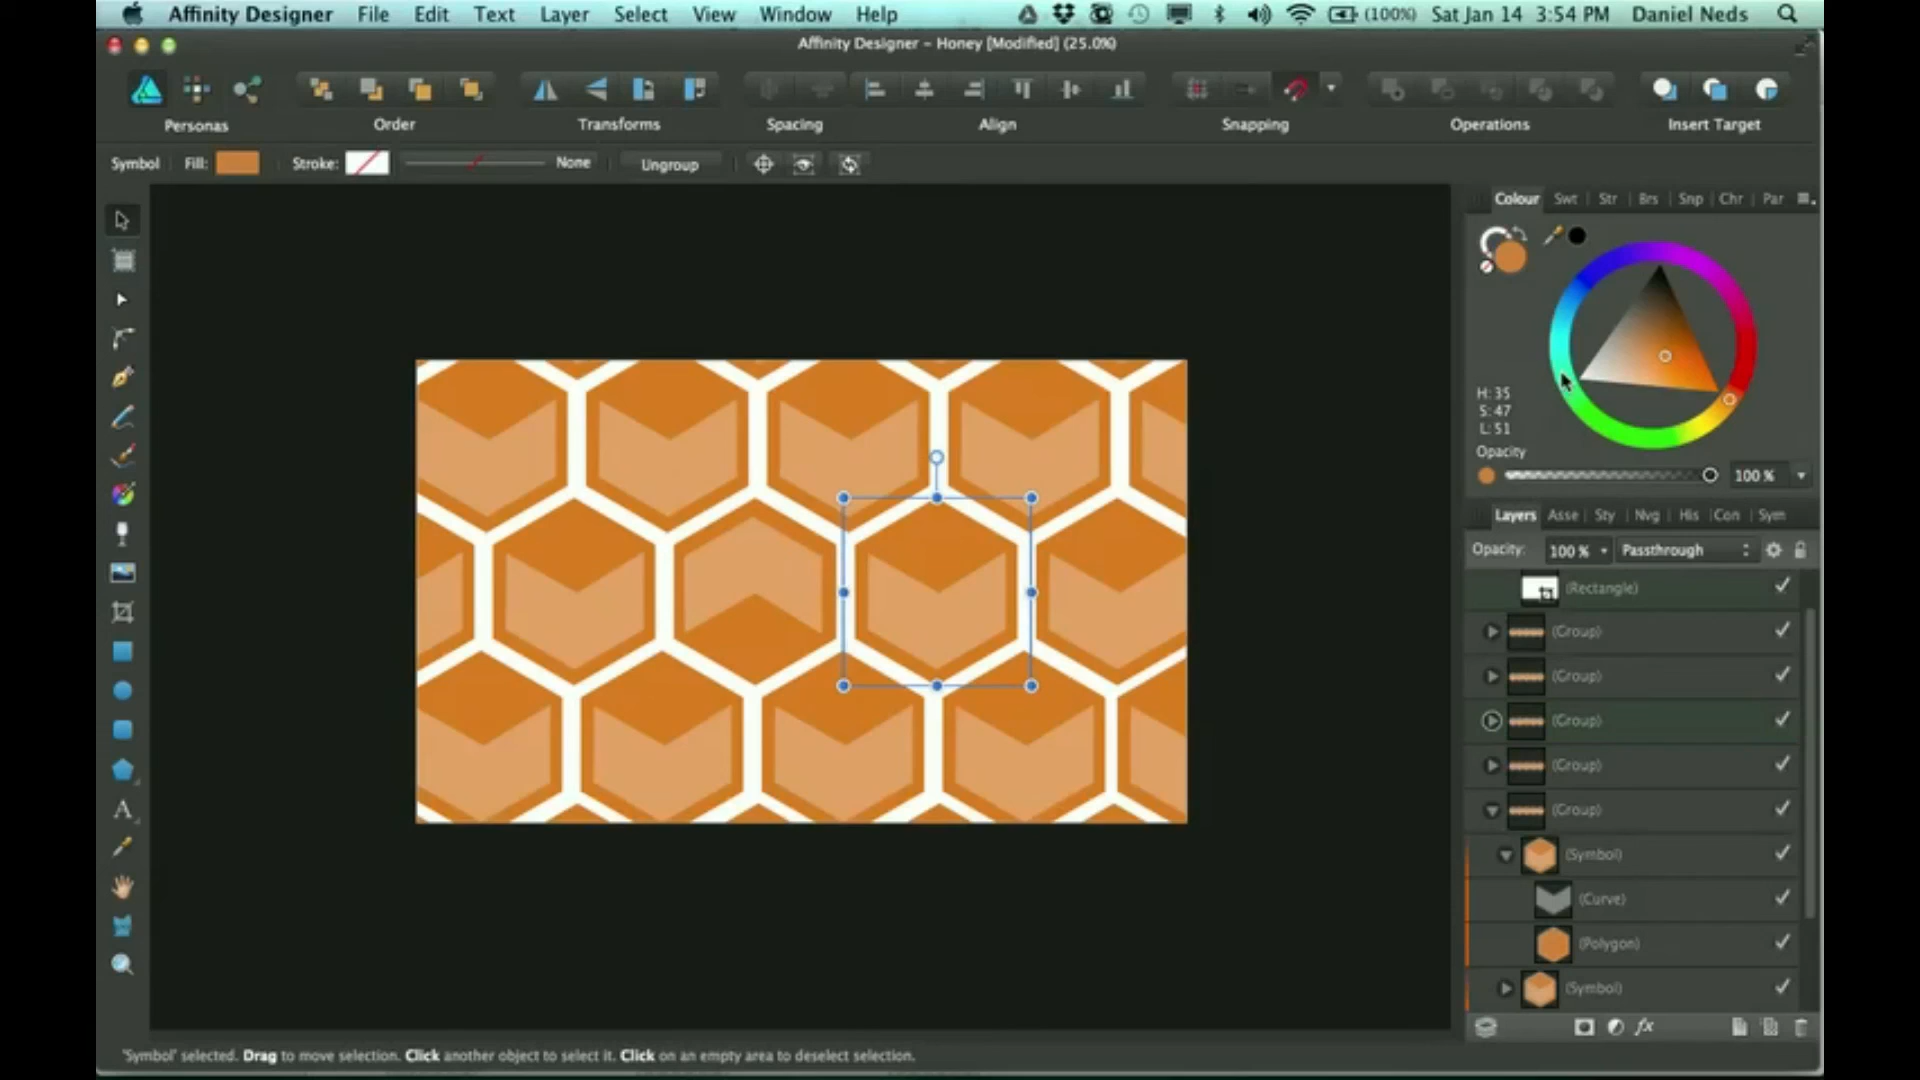 Affinity Designer File Edit Text Layer Select View Window Help (100%) Sat Jan 14 3:54 PM Daniel Neds
Affinity Designer – Honey [Modified] (25.0%)
Personas Order Transforms Spacing Align Snapping Operations Insert Target
Symbol Fill: Stroke: None Ungroup
Colour Swt Str Brs Snp Chr Par
H: 35
S: 47
L: 51
Opacity
100 %
Layers Asse Sty Nvg His Con Sym
Opacity: 100 % Passthrough
(Rectangle)
(Group)
(Group)
(Group)
(Group)
(Group)
(Symbol)
(Curve)
(Polygon)
(Symbol)
fx
'Symbol' selected. Drag to move selection. Click another object to select it. Click on an empty area to deselect selection.